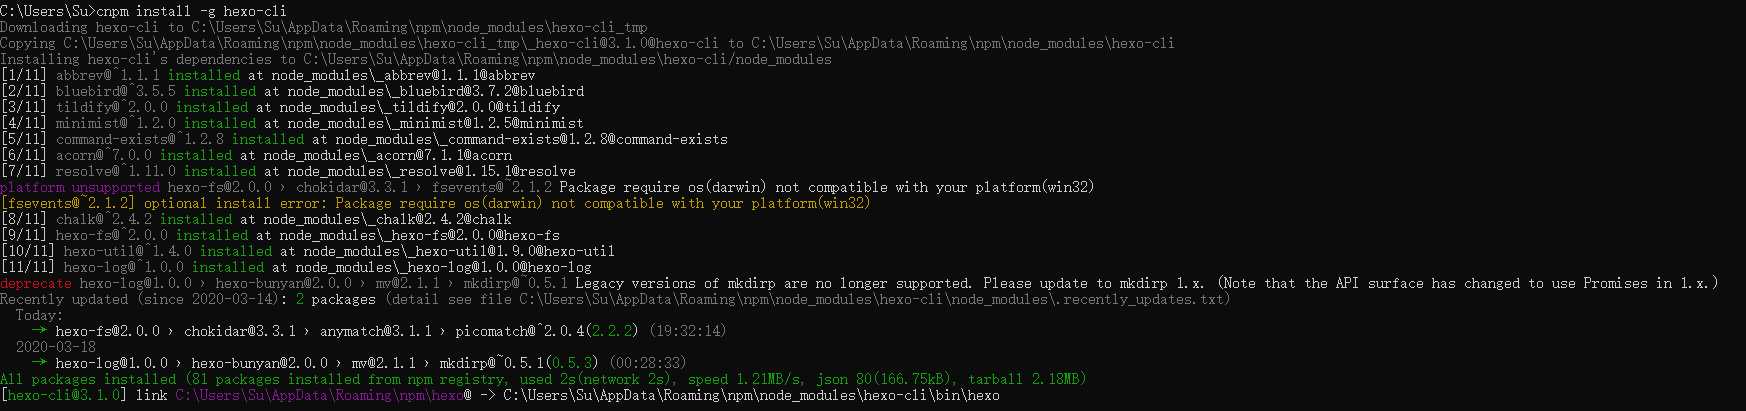 C:\Users\Su>cnpm install -g hexo-cli
Downloading hexo-cli to C:\Users\Su\AppData\Roaming\npm\node_modules\hexo-cli_tmp
Copying C:\Users\Su\AppData\Roaming\npm\node_modules\hexo-cli_tmp\_hexo-cli@3.1.0@hexo-cli to C:\Users\Su\AppData\Roaming\npm\node_modules\hexo-cli
Installing hexo-cli's dependencies to C:\Users\Su\AppData\Roaming\npm\node_modules\hexo-cli/node_modules
[1/11] abbrev@^1.1.1 installed at node_modules\_abbrev@1.1.1@abbrev
[2/11] bluebird@^3.5.5 installed at node_modules\_bluebird@3.7.2@bluebird
[3/11] tildify@^2.0.0 installed at node_modules\_tildify@2.0.0@tildify
[4/11] minimist@^1.2.0 installed at node_modules\_minimist@1.2.5@minimist
[5/11] command-exists@^1.2.8 installed at node_modules\_command-exists@1.2.8@command-exists
[6/11] acorn@^7.0.0 installed at node_modules\_acorn@7.1.1@acorn
[7/11] resolve@^1.11.0 installed at node_modules\_resolve@1.15.1@resolve
platform unsupported hexo-fs@2.0.0 › chokidar@3.3.1 › fsevents@~2.1.2 Package require os(darwin) not compatible with your platform(win32)
[fsevents@~2.1.2] optional install error: Package require os(darwin) not compatible with your platform(win32)
[8/11] chalk@^2.4.2 installed at node_modules\_chalk@2.4.2@chalk
[9/11] hexo-fs@^2.0.0 installed at node_modules\_hexo-fs@2.0.0@hexo-fs
[10/11] hexo-util@^1.4.0 installed at node_modules\_hexo-util@1.9.0@hexo-util
[11/11] hexo-log@^1.0.0 installed at node_modules\_hexo-log@1.0.0@hexo-log
deprecate hexo-log@1.0.0 › hexo-bunyan@2.0.0 › mv@2.1.1 › mkdirp@~0.5.1 Legacy versions of mkdirp are no longer supported. Please update to mkdirp 1.x. (Note that the API surface has changed to use Promises in 1.x.)
Recently updated (since 2020-03-14): 2 packages (detail see file C:\Users\Su\AppData\Roaming\npm\node_modules\hexo-cli\node_modules\.recently_updates.txt)
Today:
→ hexo-fs@2.0.0 › chokidar@3.3.1 › anymatch@3.1.1 › picomatch@^2.0.4(2.2.2) (19:32:14)
2020-03-18
→ hexo-log@1.0.0 › hexo-bunyan@2.0.0 › mv@2.1.1 › mkdirp@~0.5.1(0.5.3) (00:28:33)
All packages installed (81 packages installed from npm registry, used 2s(network 2s), speed 1.21MB/s, json 80(166.75kB), tarball 2.18MB)
[hexo-cli@3.1.0] link C:\Users\Su\AppData\Roaming\npm\hexo@ -> C:\Users\Su\AppData\Roaming\npm\node_modules\hexo-cli\bin\hexo